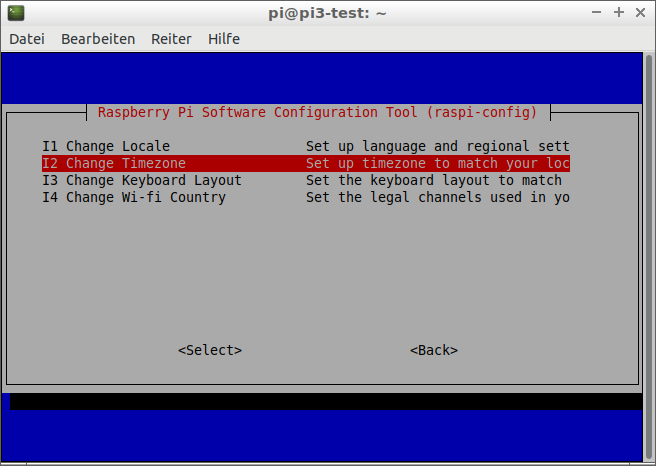 pi@pi3-test: ~
Datei Bearbeiten Reiter Hilfe
Raspberry Pi Software Configuration Tool (raspi-config)
I1 Change Locale Set up language and regional sett
I2 Change Timezone Set up timezone to match your loc
I3 Change Keyboard Layout Set the keyboard layout to match
I4 Change Wi-fi Country Set the legal channels used in yo
<Select> <Back>